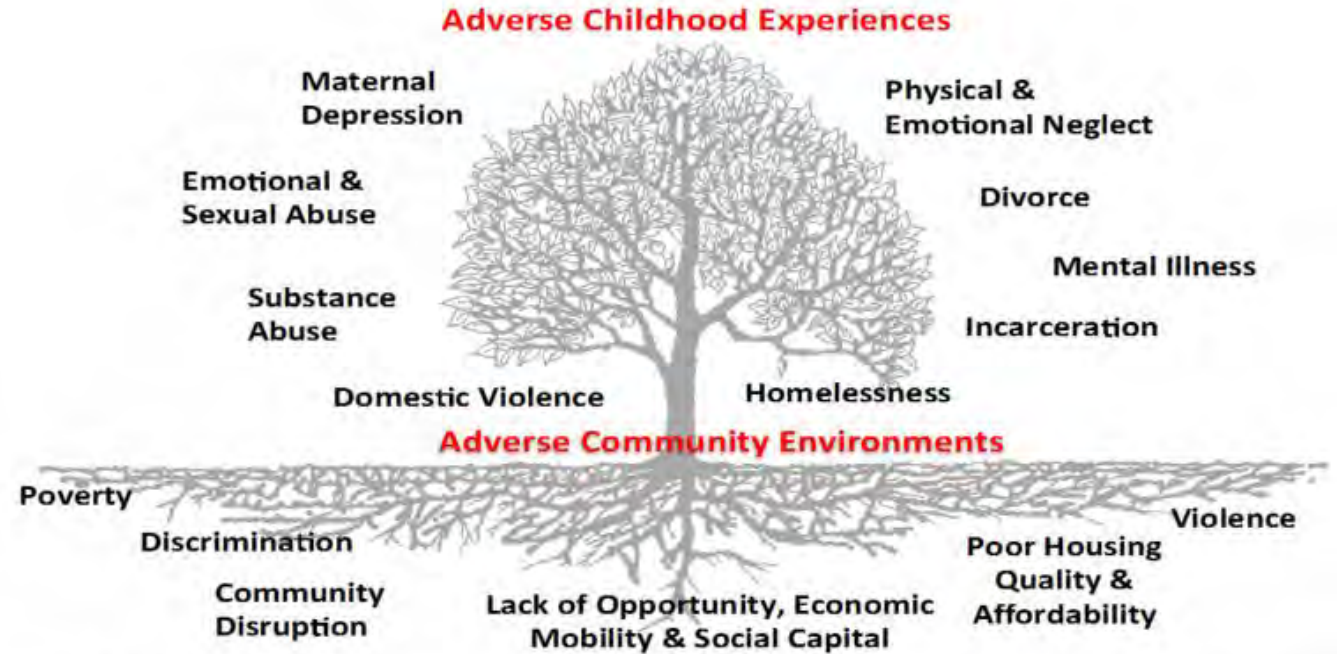 Adverse Childhood Experiences
Maternal
Depression
Physical &
Emotional Neglect
Emotional &
Sexual Abuse
Divorce
Mental Illness
Substance
Abuse
Incarceration
Domestic Violence
Homelessness
Adverse Community Environments
Poverty
Violence
Discrimination
Poor Housing
Quality &
Affordability
Community
Disruption
Lack of Opportunity, Economic
Mobility & Social Capital